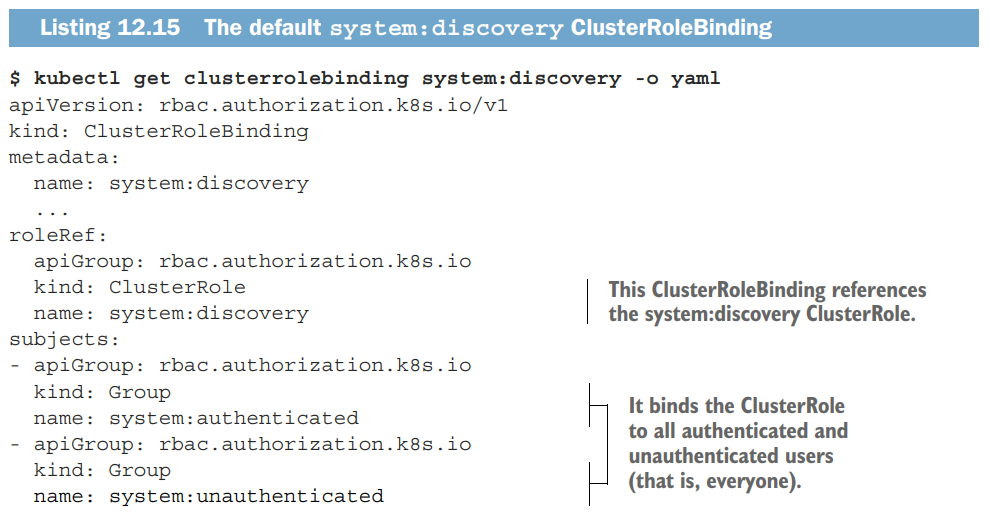 Listing 12.15 The default system:discovery ClusterRoleBinding
$ kubectl get clusterrolebinding system:discovery -o yaml
apiVersion: rbac.authorization.k8s.io/v1
kind: ClusterRoleBinding
metadata:
  name: system:discovery
  ...
roleRef:
  apiGroup: rbac.authorization.k8s.io
  kind: ClusterRole
  name: system:discovery
This ClusterRoleBinding references
the system:discovery ClusterRole.
subjects:
- apiGroup: rbac.authorization.k8s.io
  kind: Group
  name: system:authenticated
- apiGroup: rbac.authorization.k8s.io
  kind: Group
  name: system:unauthenticated
It binds the ClusterRole
to all authenticated and
unauthenticated users
(that is, everyone).